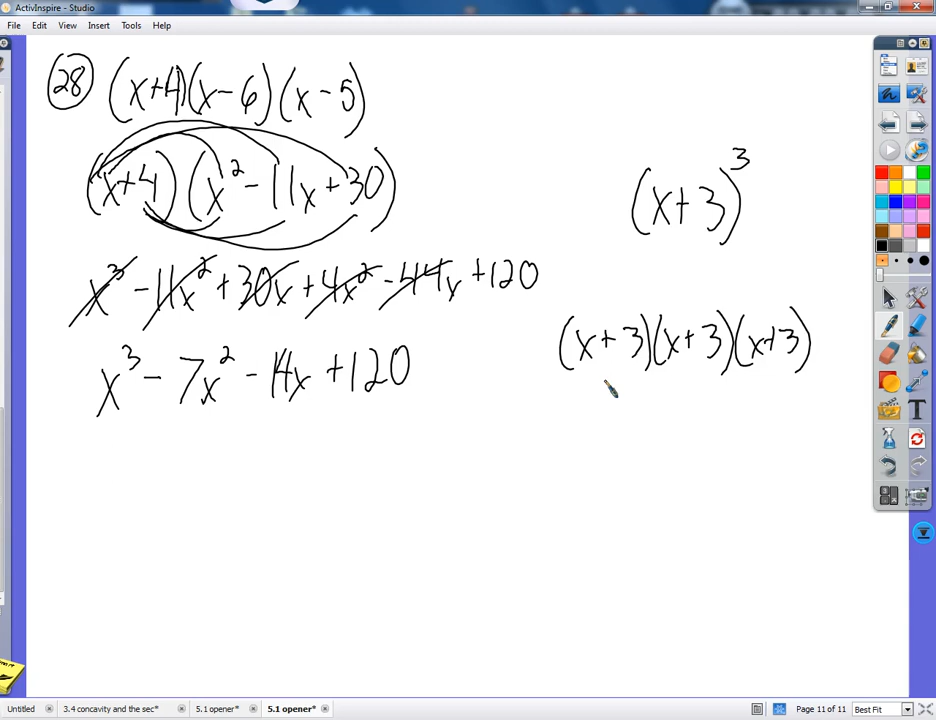 ActivInspire - Studio
File Edit View Insert Tools Help
28 (x+4)(x-6)(x-5)
(x+4)(x²-11x+30)
x³-11x²+30x+4x²-44x+120
x³-7x²-14x+120
(x+3)³
(x+3)(x+3)(x+3)
Untitled 3.4 concavity and the sec* 5.1 opener* 5.1 opener* Page 11 of 11 Best Fit